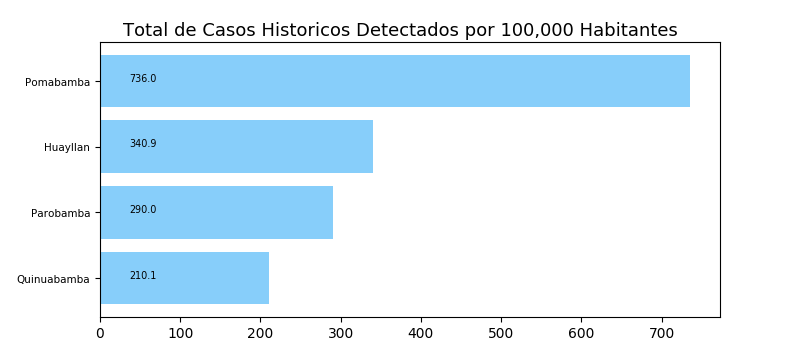 Total de Casos Historicos Detectados por 100,000 Habitantes
Pomabamba 736.0
Huayllan 340.9
Parobamba 290.0
Quinuabamba 210.1
0 100 200 300 400 500 600 700